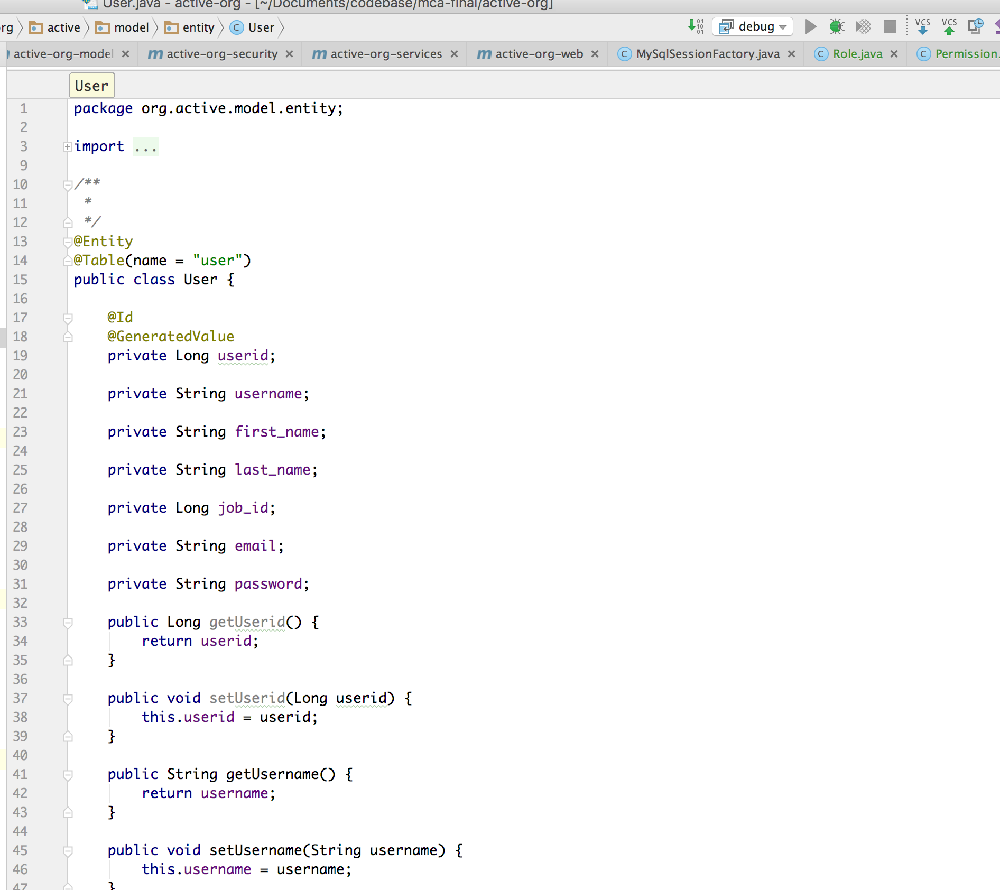 User.java - active-org - [~/Documents/codebase/mca-final/active-org]
rg active model entity C User 01 10 01 debug VCS VCS
active-org-model × m active-org-security × m active-org-services × m active-org-web × C MySqlSessionFactory.java × C Role.java × C Permission.
User
1 package org.active.model.entity;
2
3 import ...
9
10 /**
11 *
12 */
13 @Entity
14 @Table(name = "user")
15 public class User {
16
17 @Id
18 @GeneratedValue
19 private Long userid;
20
21 private String username;
22
23 private String first_name;
24
25 private String last_name;
26
27 private Long job_id;
28
29 private String email;
30
31 private String password;
32
33 public Long getUserid() {
34 return userid;
35 }
36
37 public void setUserid(Long userid) {
38 this.userid = userid;
39 }
40
41 public String getUsername() {
42 return username;
43 }
44
45 public void setUsername(String username) {
46 this.username = username;
47 }